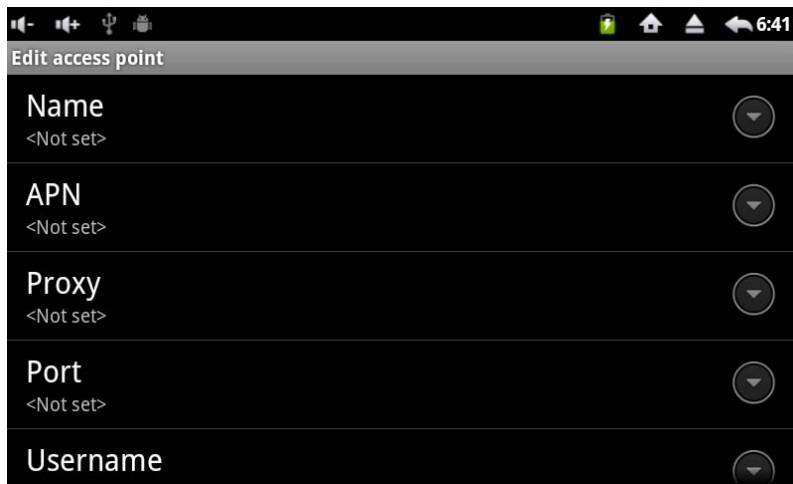 6:41
Edit access point
Name
<Not set>
APN
<Not set>
Proxy
<Not set>
Port
<Not set>
Username